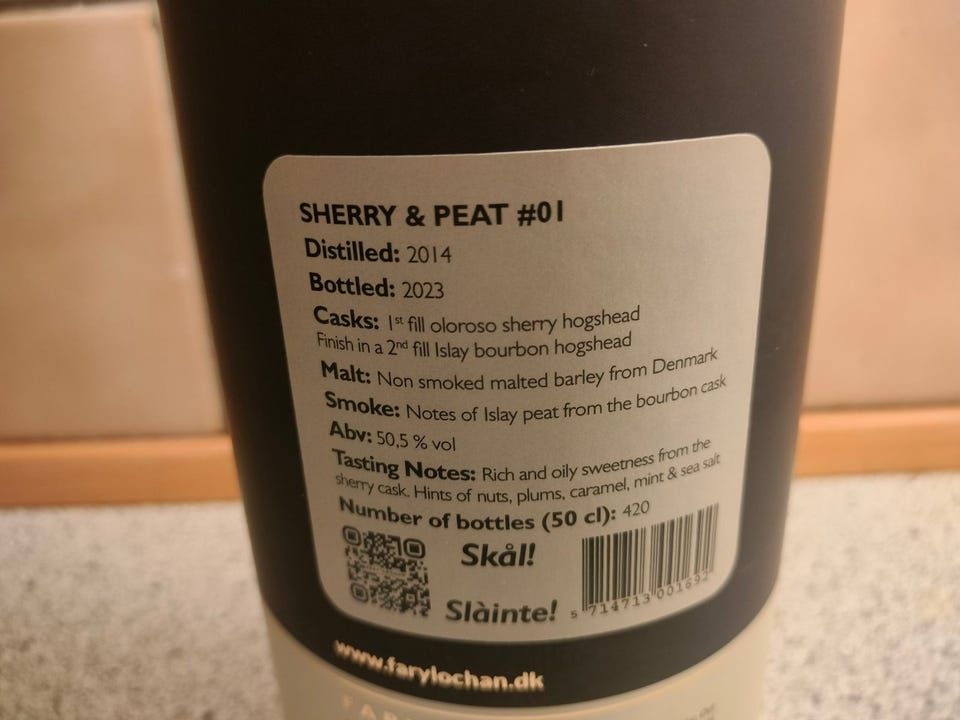 SHERRY & PEAT #01
Distilled: 2014
Bottled: 2023
Casks: 1st fill oloroso sherry hogshead
Finish in a 2nd fill Islay bourbon hogshead
Malt: Non smoked malted barley from Denmark
Smoke: Notes of Islay peat from the bourbon cask
Abv: 50,5 % vol
Tasting Notes: Rich and oily sweetness from the
sherry cask. Hints of nuts, plums, caramel, mint & sea salt
Number of bottles (50 cl): 420
Skål!
Slàinte!
5 714713 001692
www.farylochan.dk